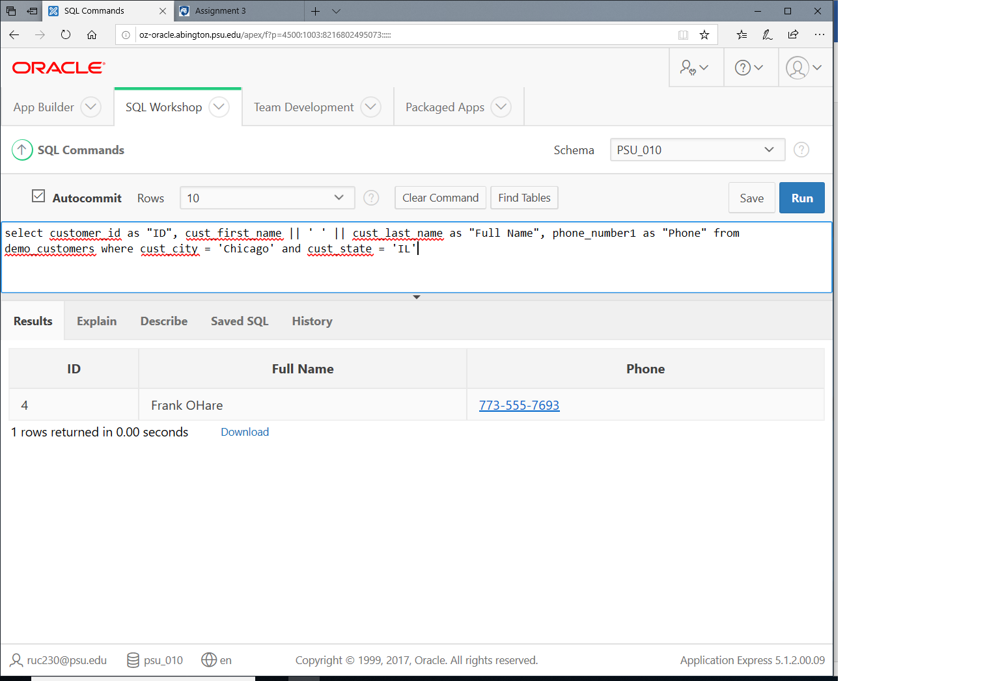 SQL Commands
Assignment 3
oz-oracle.abington.psu.edu/apex/f?p=4500:1003:8216802495073:::::
ORACLE
App Builder
SQL Workshop
Team Development
Packaged Apps
SQL Commands
Schema
PSU_010
Autocommit
Rows
10
Clear Command
Find Tables
Save
Run
select customer_id as "ID", cust_first_name || ' ' || cust_last_name as "Full Name", phone_number1 as "Phone" from
demo_customers where cust_city = 'Chicago' and cust_state = 'IL'
Results
Explain
Describe
Saved SQL
History
ID
Full Name
Phone
4
Frank OHare
773-555-7693
1 rows returned in 0.00 seconds
Download
ruc230@psu.edu
psu_010
en
Copyright © 1999, 2017, Oracle. All rights reserved.
Application Express 5.1.2.00.09